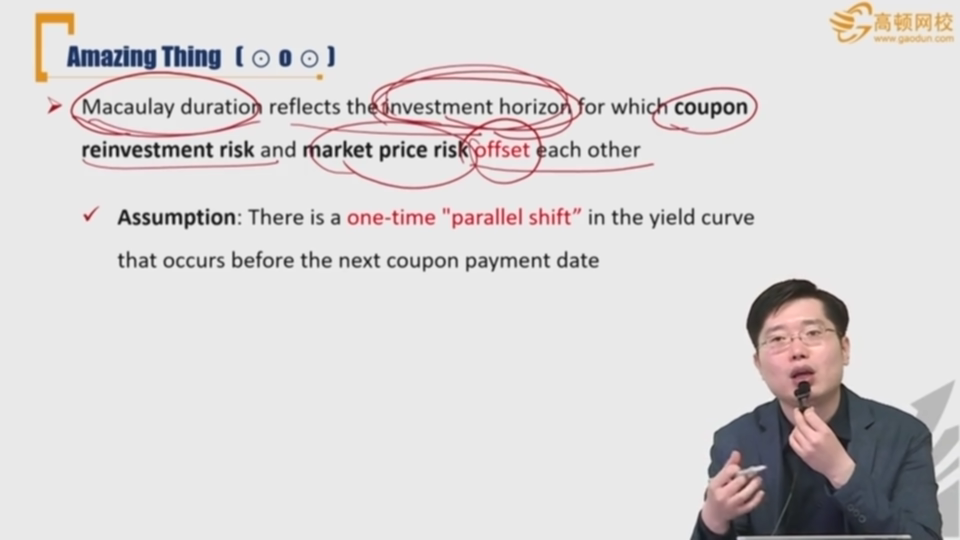 高顿网校
www.gaodun.com
Amazing Thing ( ⊙ o ⊙ )
➢ Macaulay duration reflects the investment horizon for which coupon
reinvestment risk and market price risk offset each other
✓ Assumption: There is a one-time "parallel shift” in the yield curve
that occurs before the next coupon payment date